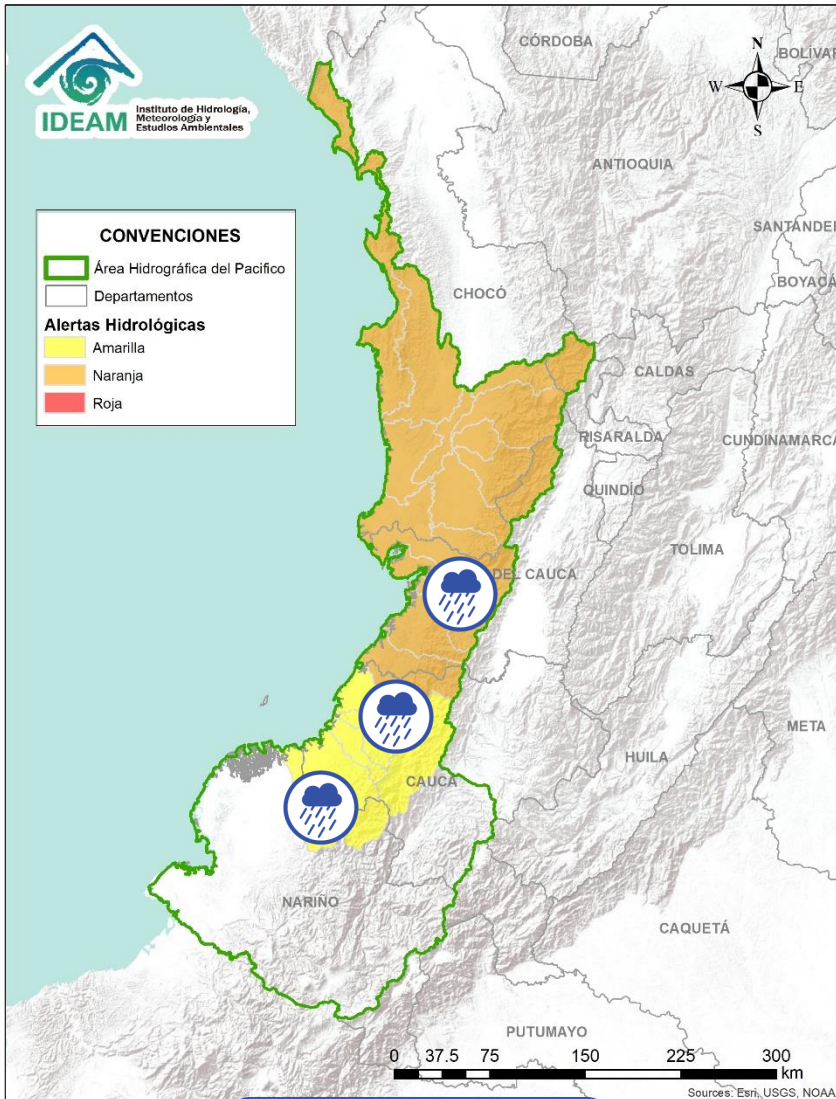 IDEAM
Instituto de Hidrología,
Meteorología y
Estudios Ambientales
CÓRDOBA
BOLÍVAR
N
W
E
S
ANTIOQUIA
SANTANDER
BOYACÁ
CONVENCIONES
Área Hidrográfica del Pacifico
Departamentos
Alertas Hidrológicas
Amarilla
Naranja
Roja
CHOCÓ
CALDAS
RISARALDA
CUNDINAMARCA
QUINDÍO
TOLIMA
DEL CAUCA
META
HUILA
CAUCA
NARIÑO
CAQUETÁ
PUTUMAYO
0 37.5 75 150 225 300
km
Sources: Esri, USGS, NOAA